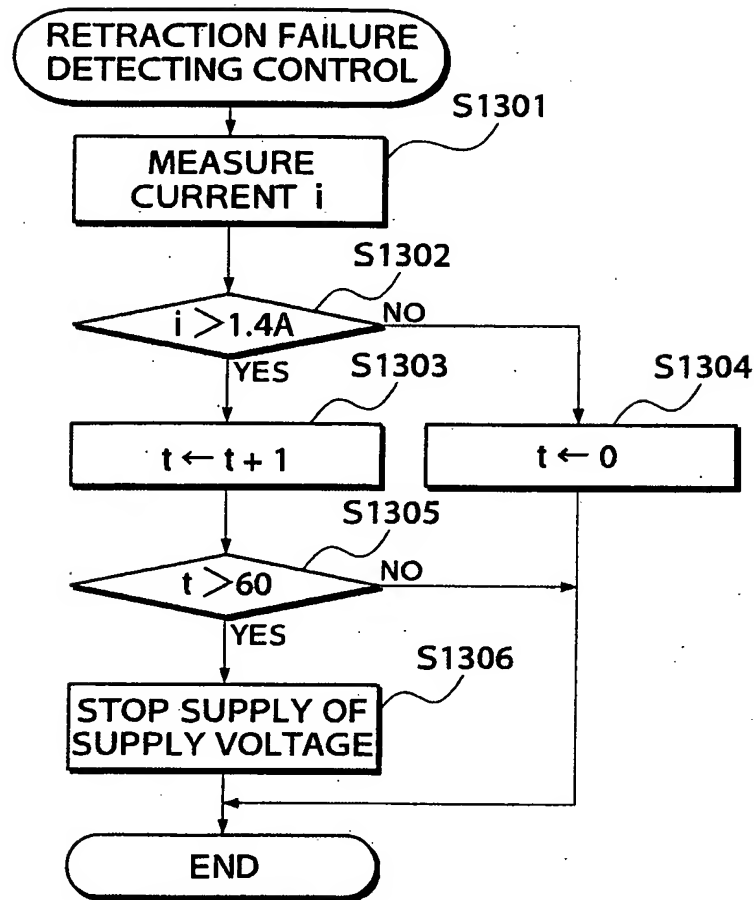 RETRACTION FAILURE
DETECTING CONTROL
S1301
MEASURE
CURRENT i
S1302
i > 1.4A
NO
YES
S1303
S1304
t ← t + 1
t ← 0
S1305
t > 60
NO
YES
S1306
STOP SUPPLY OF
SUPPLY VOLTAGE
END